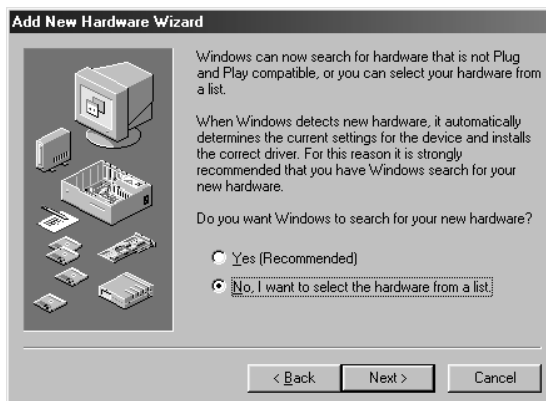 Add New Hardware Wizard
Windows can now search for hardware that is not Plug
and Play compatible, or you can select your hardware from
a list.
When Windows detects new hardware, it automatically
determines the current settings for the device and installs
the correct driver. For this reason it is strongly
recommended that you have Windows search for your
new hardware.
Do you want Windows to search for your new hardware?
Yes (Recommended)
No, I want to select the hardware from a list.
< Back
Next >
Cancel